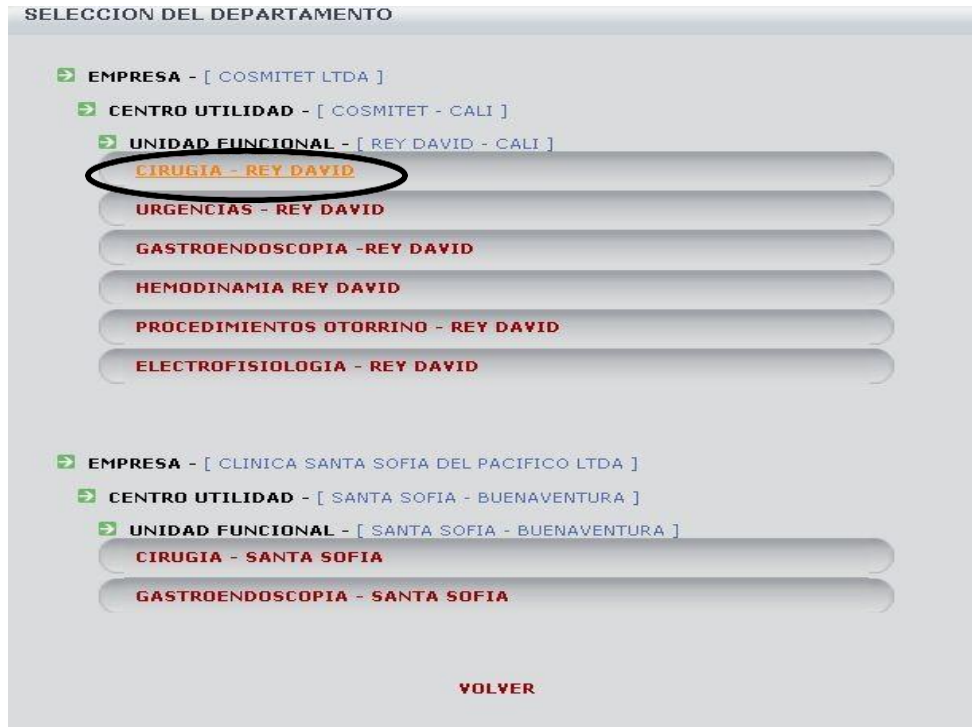 SELECCION DEL DEPARTAMENTO
EMPRESA - [ COSMITET LTDA ]
CENTRO UTILIDAD - [ COSMITET - CALI ]
UNIDAD FUNCIONAL - [ REY DAVID - CALI ]
CIRUGIA - REY DAVID
URGENCIAS - REY DAVID
GASTROENDOSCOPIA -REY DAVID
HEMODINAMIA REY DAVID
PROCEDIMIENTOS OTORRINO - REY DAVID
ELECTROFISIOLOGIA - REY DAVID
EMPRESA - [ CLINICA SANTA SOFIA DEL PACIFICO LTDA ]
CENTRO UTILIDAD - [ SANTA SOFIA - BUENAVENTURA ]
UNIDAD FUNCIONAL - [ SANTA SOFIA - BUENAVENTURA ]
CIRUGIA - SANTA SOFIA
GASTROENDOSCOPIA - SANTA SOFIA
VOLVER